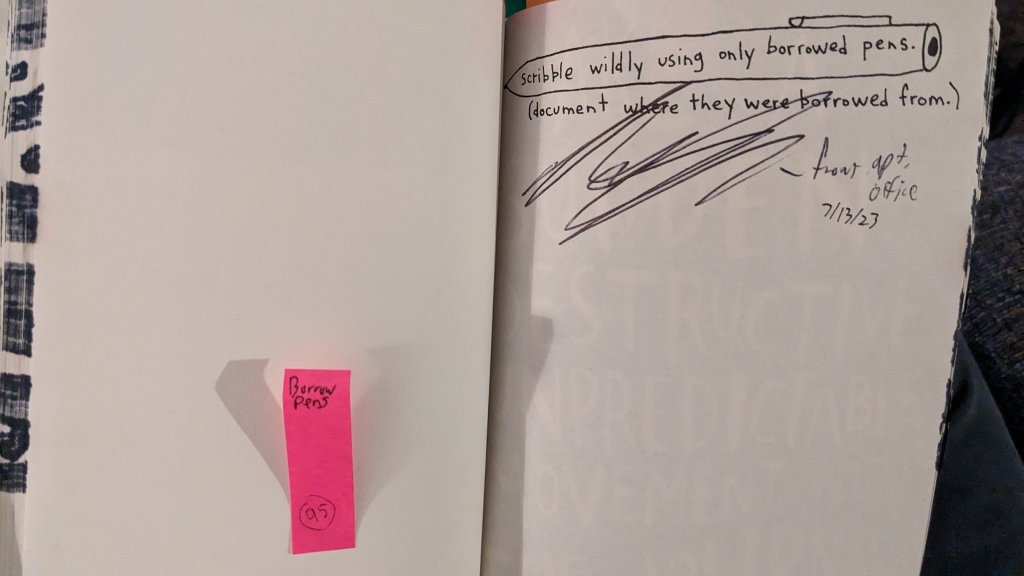 Borrow
pens
95
scribble wildly using only borrowed pens.
(document where they were borrowed from.)
from apt.
office
7/13/23